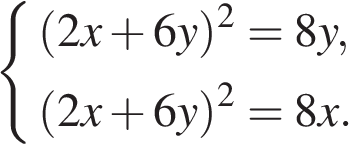 (2x + 6y)² = 8y,
(2x + 6y)² = 8x.